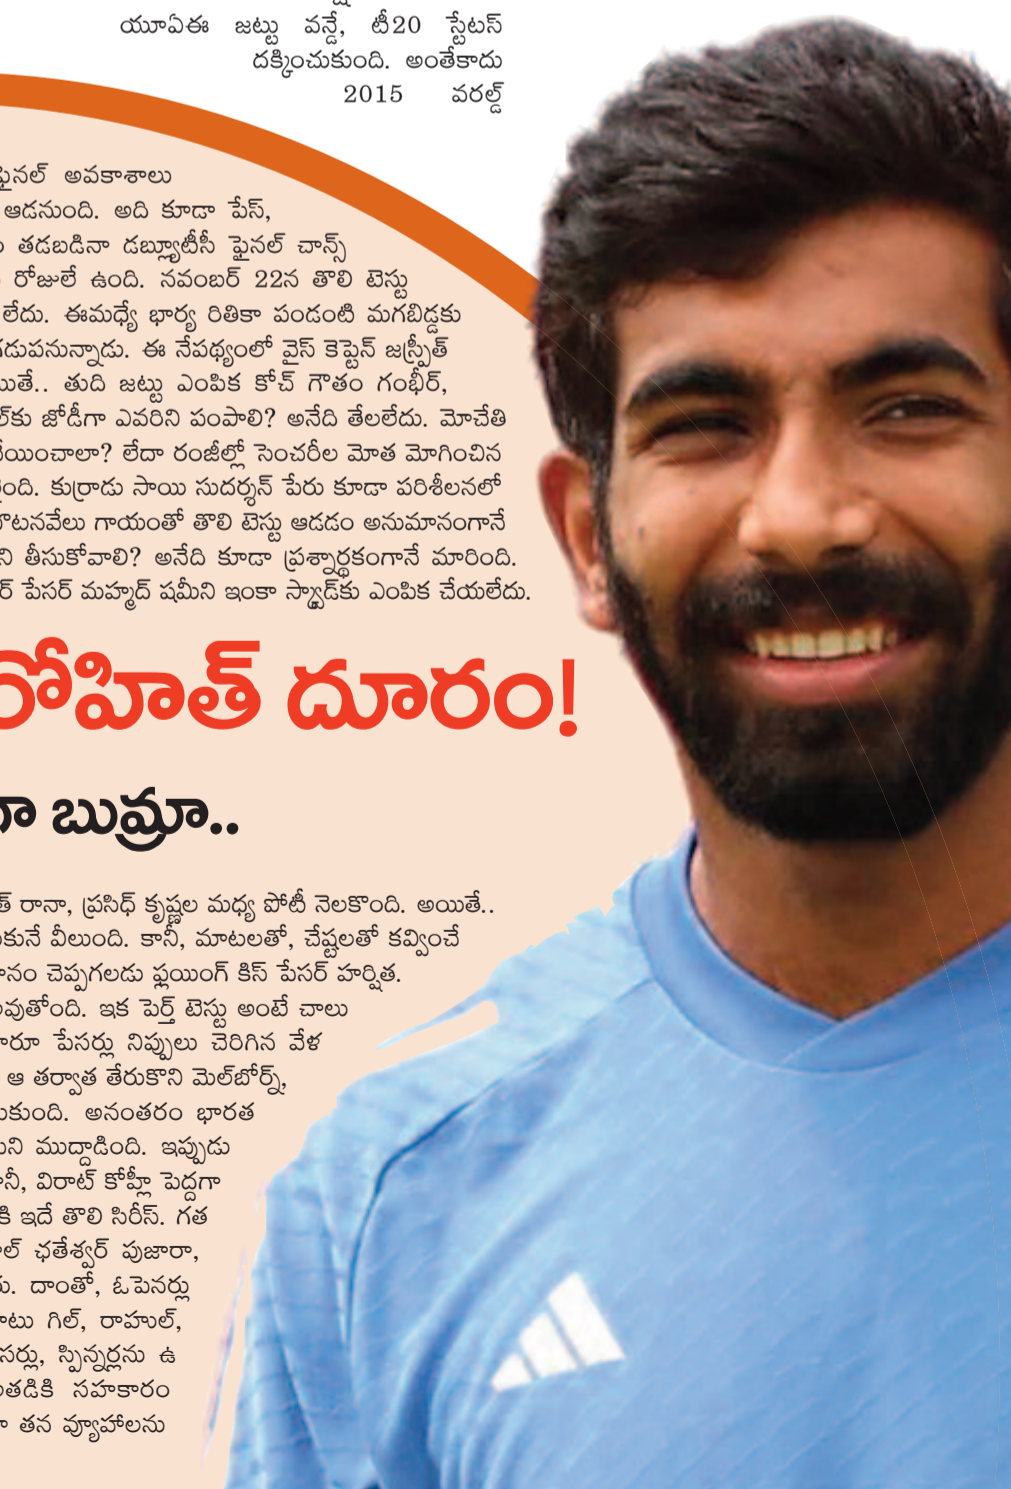 యూఏఈ జట్టు వన్డే, టీ20 స్టేటస్
దక్కించుకుంది. అంతేకాదు
2015 వరల్డ్
ఫైనల్ అవకాశాలు
ఆడనుంది. అది కూడా పేస్,
తడబడినా డబ్ల్యూటీసీ ఫైనల్ చాన్స్
రోజులే ఉంది. నవంబర్ 22న తొలి టెస్టు
లేదు. ఈమధ్యే భార్య రితికా పండంటి మగబిడ్డకు
గడుపనున్నాడు. ఈ నేపథ్యంలో వైస్ కెప్టెన్ జస్ప్రీత్
తుది జట్టు ఎంపిక కోచ్ గౌతం గంభీర్,
జోడీగా ఎవరిని పంపాలి? అనేది తేలలేదు. మోచేతి
లేదా రంజీల్లో సెంచరీల మోత మోగించిన
కుర్రాడు సాయి సుదర్శన్ పేరు కూడా పరిశీలనలో
గాయంతో తొలి టెస్టు ఆడడం అనుమానంగానే
తీసుకోవాలి? అనేది కూడా ప్రశ్నార్థకంగానే మారింది.
పేసర్ మహ్మద్ షమీని ఇంకా స్క్వాడ్‌కు ఎంపిక చేయలేదు.
రోహిత్ దూరం!
బుమ్రా..
రానా, ప్రసిధ్ కృష్ణల మధ్య పోటీ నెలకొంది. అయితే..
వీలుంది. కానీ, మాటలతో, చేష్టలతో కవ్వించే
చెప్పగలడు ఫ్లయింగ్ కిస్ పేసర్ హర్షిత.
ఇక పెర్త్ టెస్టు అంటే చాలు
పేసర్లు నిప్పులు చెరిగిన వేళ
ఆ తర్వాత తేరుకొని మెల్‌బోర్న్,
అనంతరం భారత
ముద్దాడింది. ఇప్పుడు
విరాట్ కోహ్లీ పెద్దగా
ఇదే తొలి సిరీస్. గత
ఛతేశ్వర్ పుజారా,
దాంతో, ఓపెనర్లు
గిల్, రాహుల్,
స్పిన్నర్లను ఉ
సహకారం
తన వ్యూహాలను